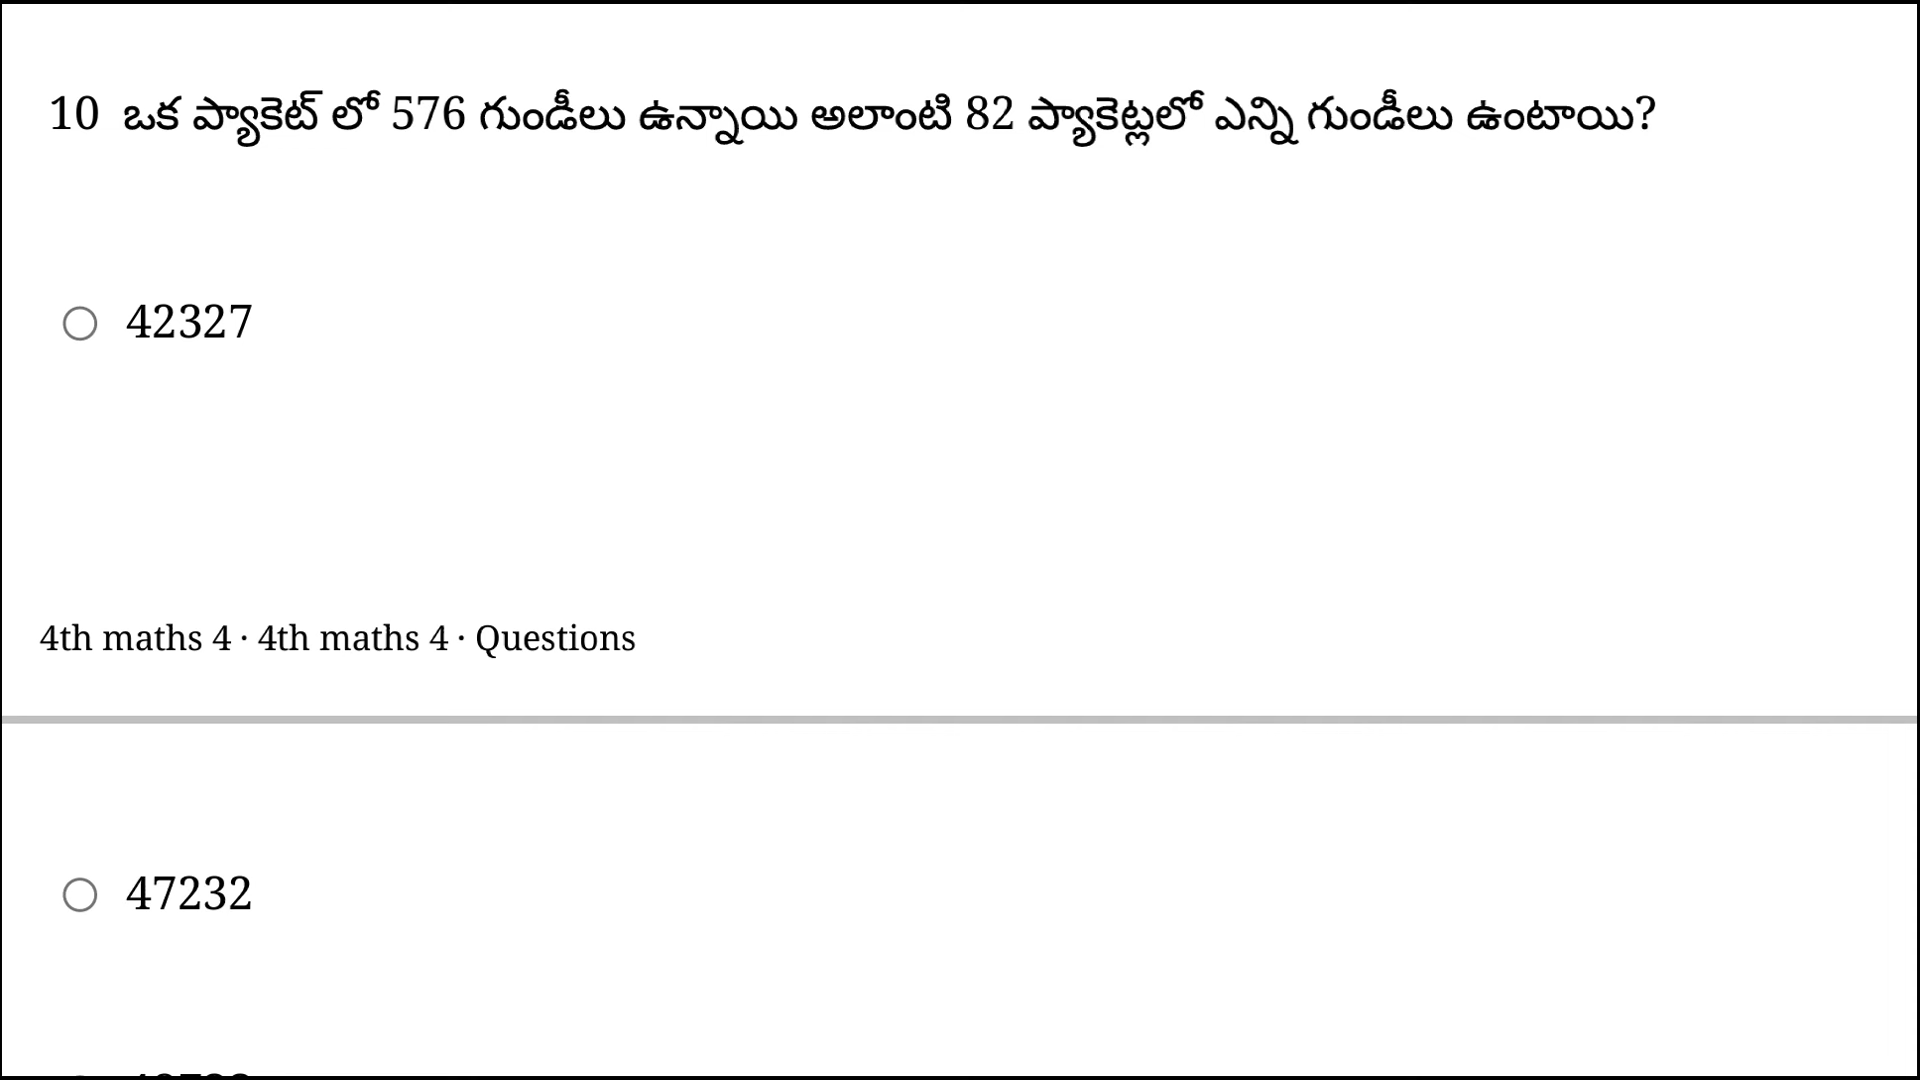 10 ఒక ప్యాకెట్ లో 576 గుండీలు ఉన్నాయి అలాంటి 82 ప్యాకెట్లలో ఎన్ని గుండీలు ఉంటాయి?
42327
4th maths 4 · 4th maths 4 · Questions
47232